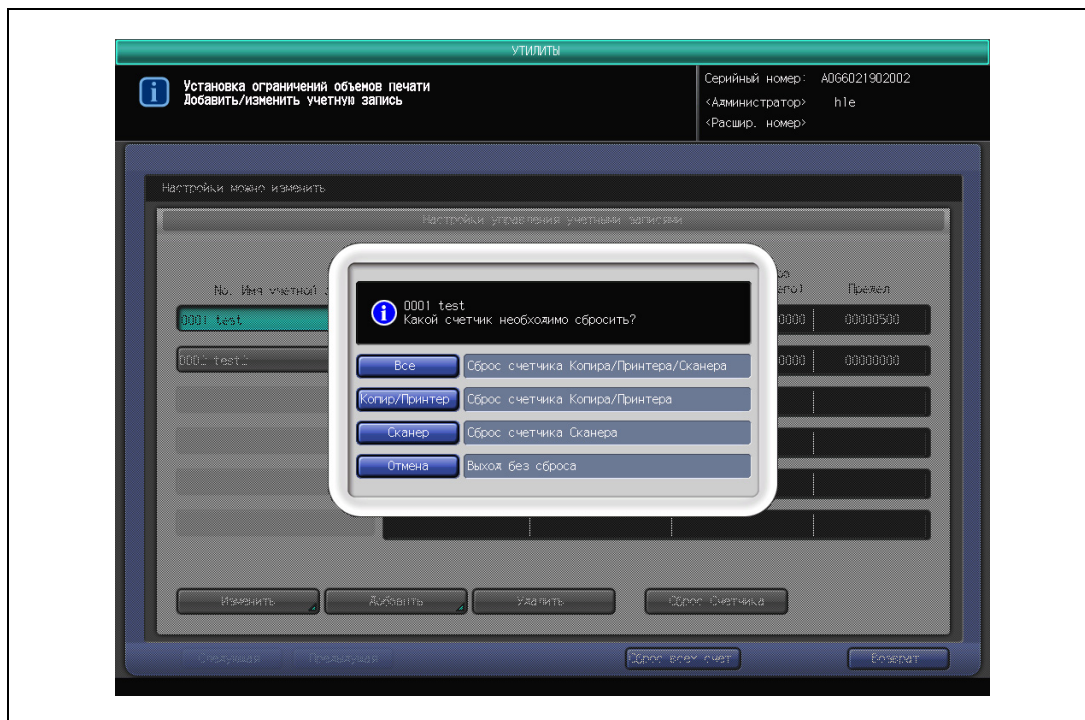 УТИЛИТЫ
Установка ограничений объемов печати
Добавить/изменить учетную запись
Серийный номер: A0G6021902002
<Администратор> hle
<Расшир. номер>
Настройки можно изменить
Настройки управления учетными записями
No. Имя учетной
Предел
0001 test
0000 00000500
0002 test2
0000 00000000
0001 test
Какой счетчик необходимо сбросить?
Все Сброс счетчика Копира/Принтера/Сканера
Копир/Принтер Сброс счетчика Копира/Принтера
Сканер Сброс счетчика Сканера
Отмена Выход без сброса
Изменить Добавить Удалить Сброс Счетчика
Следующая Предыдущая Сброс всех счет Возврат